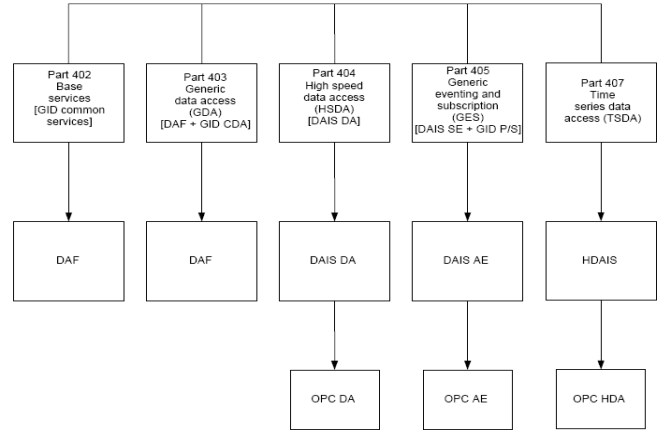 Part 402
Base
services
[GID common
services]
Part 403
Generic
data access
(GDA)
[DAF + GID CDA]
Part 404
High speed
data access
(HSDA)
[DAIS DA]
Part 405
Generic
eventing and
subscription
(GES)
[DAIS SE + GID P/S]
Part 407
Time
series data
access (TSDA)
DAF
DAF
DAIS DA
DAIS AE
HDAIS
OPC DA
OPC AE
OPC HDA